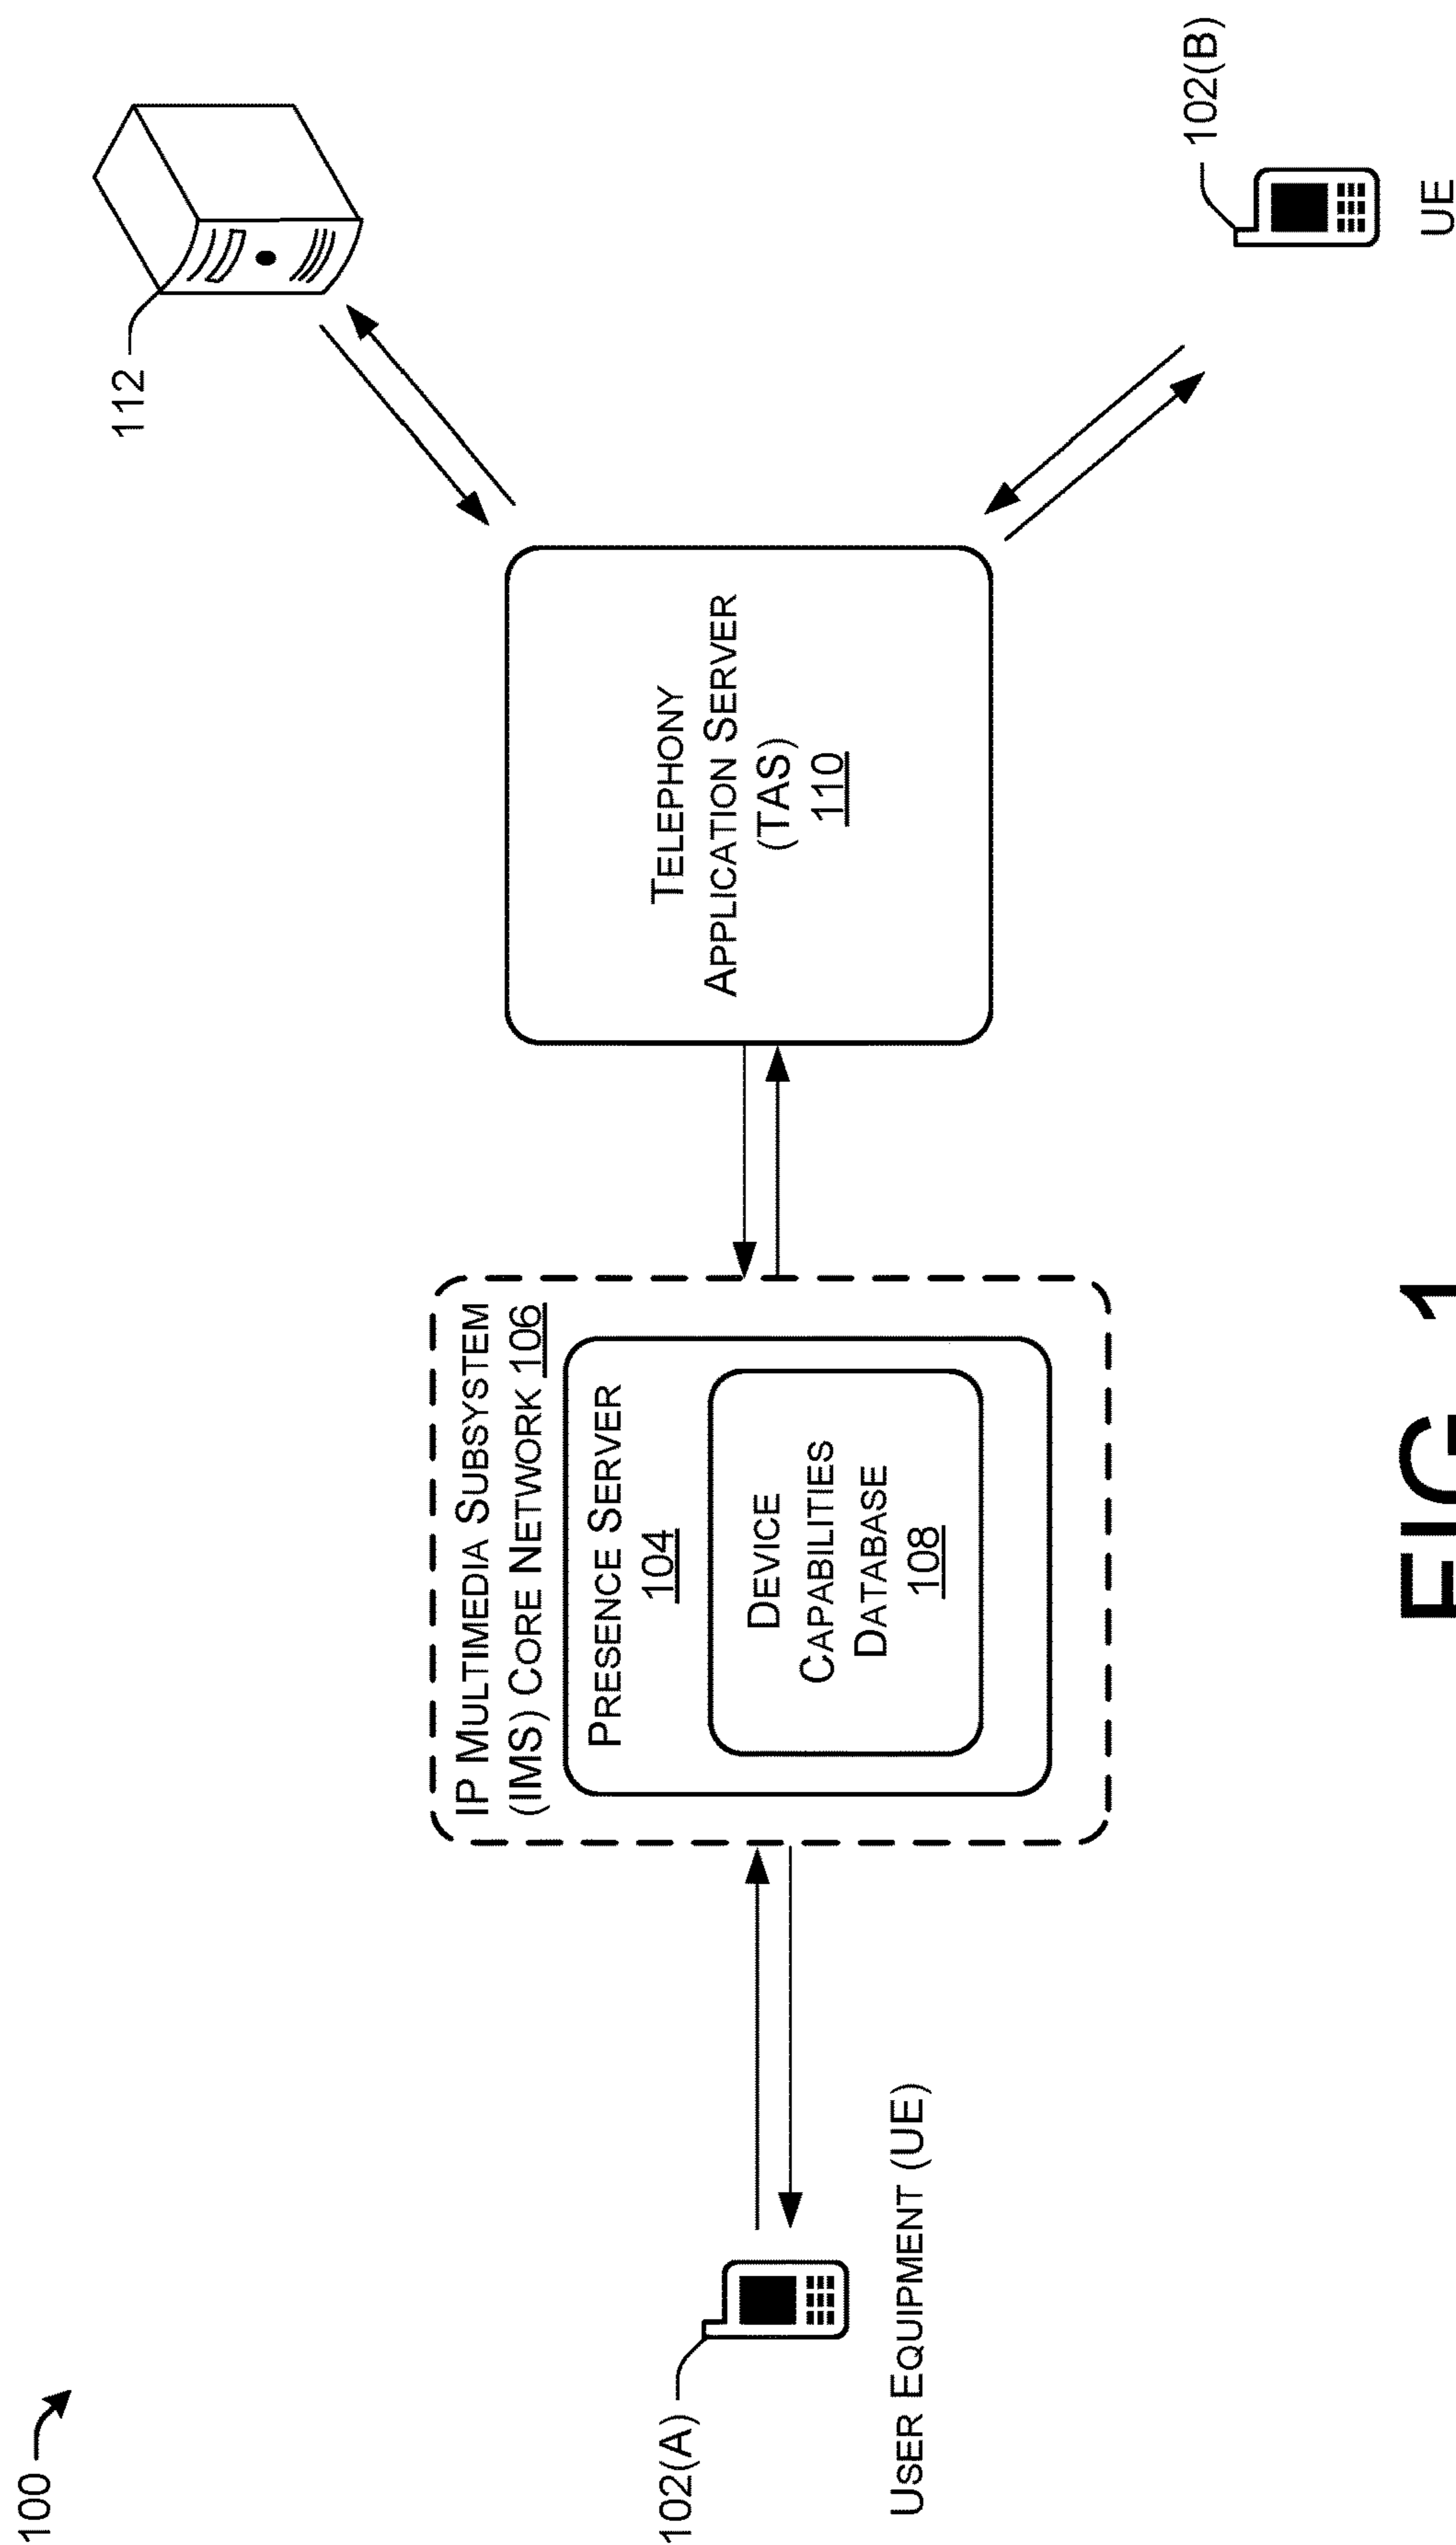 100
102(A)
USER EQUIPMENT (UE)
IP MULTIMEDIA SUBSYSTEM
(IMS) CORE NETWORK 106
PRESENCE SERVER
104
DEVICE
CAPABILITIES
DATABASE
108
TELEPHONY
APPLICATION SERVER
(TAS)
110
112
102(B)
UE
FIG. 1